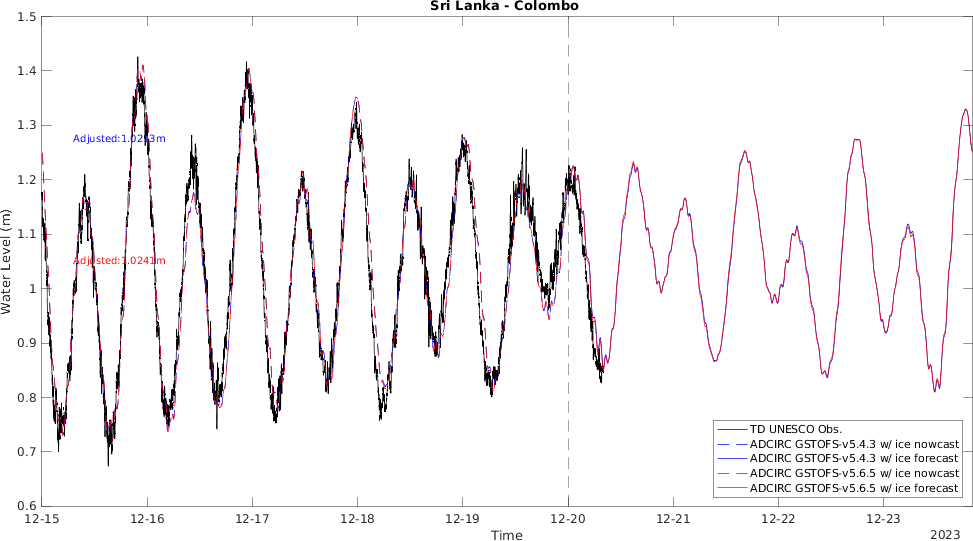 Sri Lanka - Colombo
1.5
1.4
1.3
1.2
1.1
1
0.9
0.8
0.7
0.6
Water Level (m)
Adjusted:1.0241m
TD UNESCO Obs.
ADCIRC GSTOFS-v5.4.3 w/ ice nowcast
ADCIRC GSTOFS-v5.4.3 w/ ice forecast
ADCIRC GSTOFS-v5.6.5 w/ ice nowcast
ADCIRC GSTOFS-v5.6.5 w/ ice forecast
12-15 12-16 12-17 12-18 12-19 12-20 12-21 12-22 12-23
Time
2023